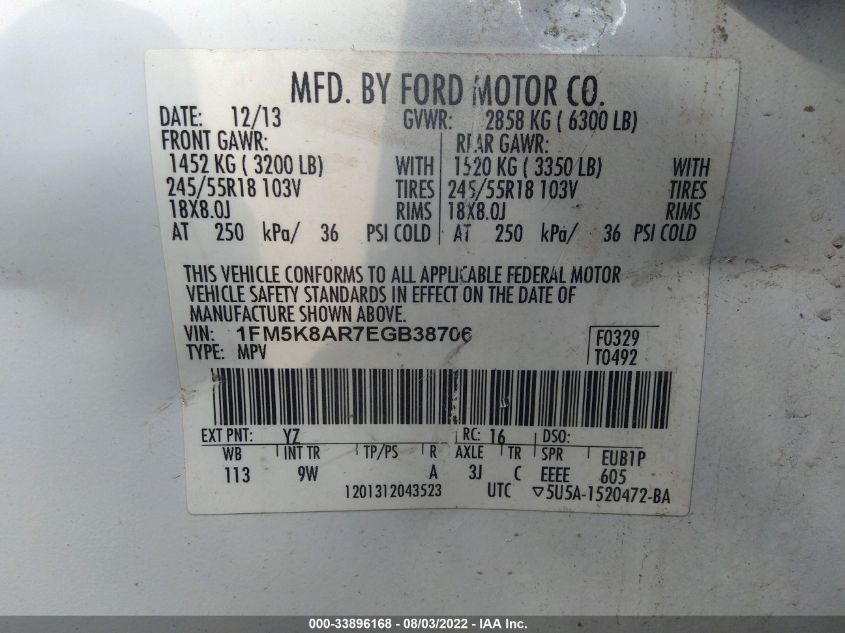 MFD. BY FORD MOTOR CO.
DATE: 12/13 GVWR: 2858 KG ( 6300 LB)
FRONT GAWR: REAR GAWR:
1452 KG ( 3200 LB) WITH 1520 KG ( 3350 LB) WITH
245/55R18 103V TIRES 245/55R18 103V TIRES
18X8.0J RIMS 18X8.0J RIMS
AT 250 kPa/ 36 PSI COLD AT 250 kPa/ 36 PSI COLD
THIS VEHICLE CONFORMS TO ALL APPLICABLE FEDERAL MOTOR
VEHICLE SAFETY STANDARDS IN EFFECT ON THE DATE OF
MANUFACTURE SHOWN ABOVE.
VIN: 1FM5K8AR7EGB38706 F0329
TYPE: MPV T0492
EXT PNT: YZ RC: 16 DSO:
WB INT TR TP/PS R AXLE TR SPR EUB1P
113 9W A 3J C EEEE 605
1201312043523 UTC ▽5U5A-1520472-BA
000-33896168 - 08/03/2022 - IAA Inc.